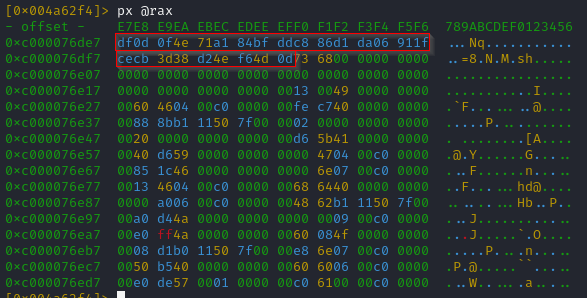 [0x004a62f4]> px @rax
- offset - E7E8 E9EA EBEC EDEE EFF0 F1F2 F3F4 F5F6 789ABCDEF0123456
0xc000076de7 df0d 0f4e 71a1 84bf ddc8 86d1 da06 911f ...Nq...........
0xc000076df7 cecb 3d38 d24e f64d 0d73 6800 0000 0000 ..=8.N.M.sh.....
0xc000076e07 0000 0000 0000 0000 0000 0000 0000 0000 ................
0xc000076e17 0000 0000 0000 0000 0013 0049 0000 0000 ...........I....
0xc000076e27 0060 4604 00c0 0000 00fe c740 0000 0000 .`F........@....
0xc000076e37 0088 8bb1 1150 7f00 0002 0000 0000 0000 .....P..........
0xc000076e47 0020 0000 0000 0000 00d6 5b41 0000 0000 . ........[A....
0xc000076e57 0040 d659 0000 0000 0000 4704 00c0 0000 .@.Y......G.....
0xc000076e67 0085 1c46 0000 0000 0000 6e07 00c0 0000 ...F......n.....
0xc000076e77 0013 4604 00c0 0000 0068 6440 0000 0000 ..F......hd@....
0xc000076e87 0000 a006 00c0 0000 0048 62b1 1150 7f00 .........Hb..P..
0xc000076e97 00a0 d44a 0000 0000 0000 0009 00c0 0000 ...J............
0xc000076ea7 00e0 ff4a 0000 0000 0060 084f 0000 0000 ...J.....`.O....
0xc000076eb7 0008 d1b0 1150 7f00 00e8 6e07 00c0 0000 .....P....n.....
0xc000076ec7 0050 b540 0000 0000 0060 6006 00c0 0000 .P.@.....``.....
0xc000076ed7 00e0 de57 0001 0000 00c0 6100 00c0 0000 ...W......a.....
[0x004a62f4]>